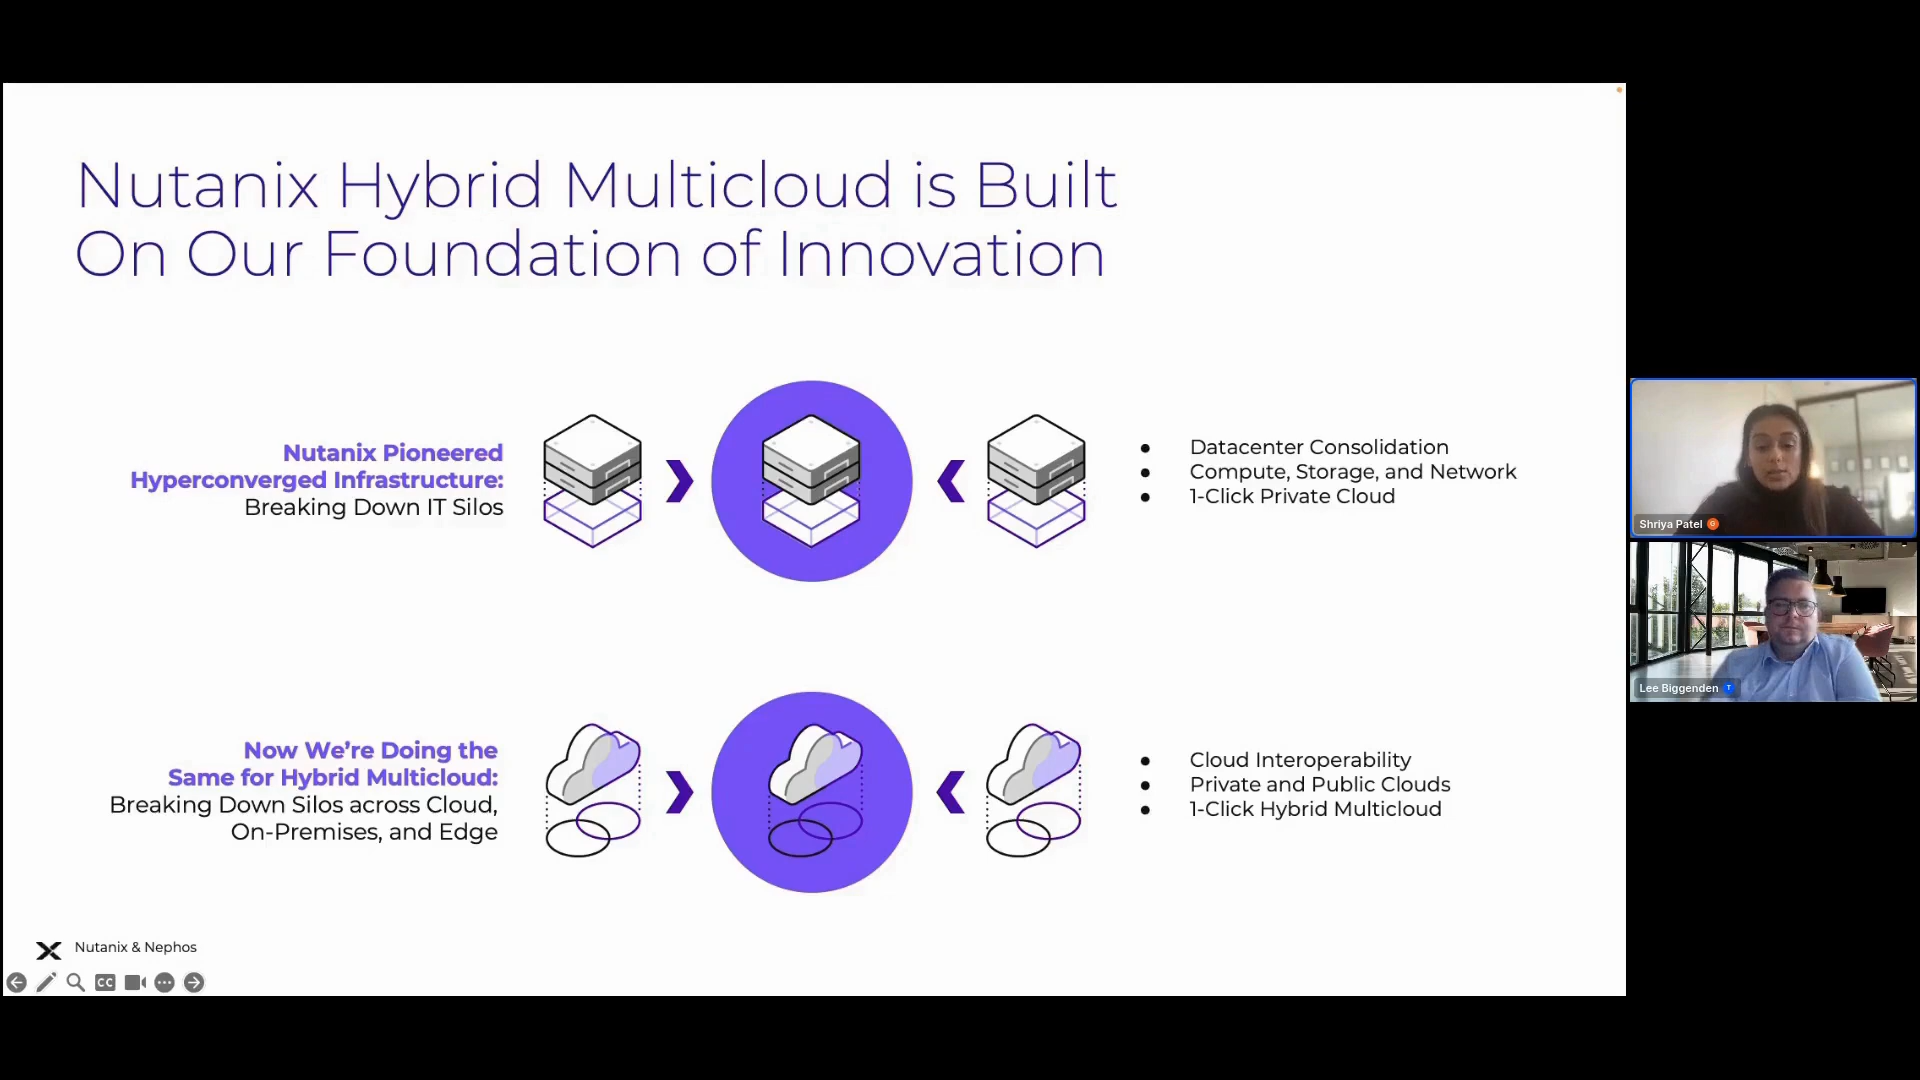 Nutanix Hybrid Multicloud is Built
On Our Foundation of Innovation
Nutanix Pioneered
Hyperconverged Infrastructure:
Breaking Down IT Silos
• Datacenter Consolidation
• Compute, Storage, and Network
• 1-Click Private Cloud
Now We’re Doing the
Same for Hybrid Multicloud:
Breaking Down Silos across Cloud,
On-Premises, and Edge
• Cloud Interoperability
• Private and Public Clouds
• 1-Click Hybrid Multicloud
Nutanix & Nephos
CC
Shriya Patel G
Lee Biggenden T